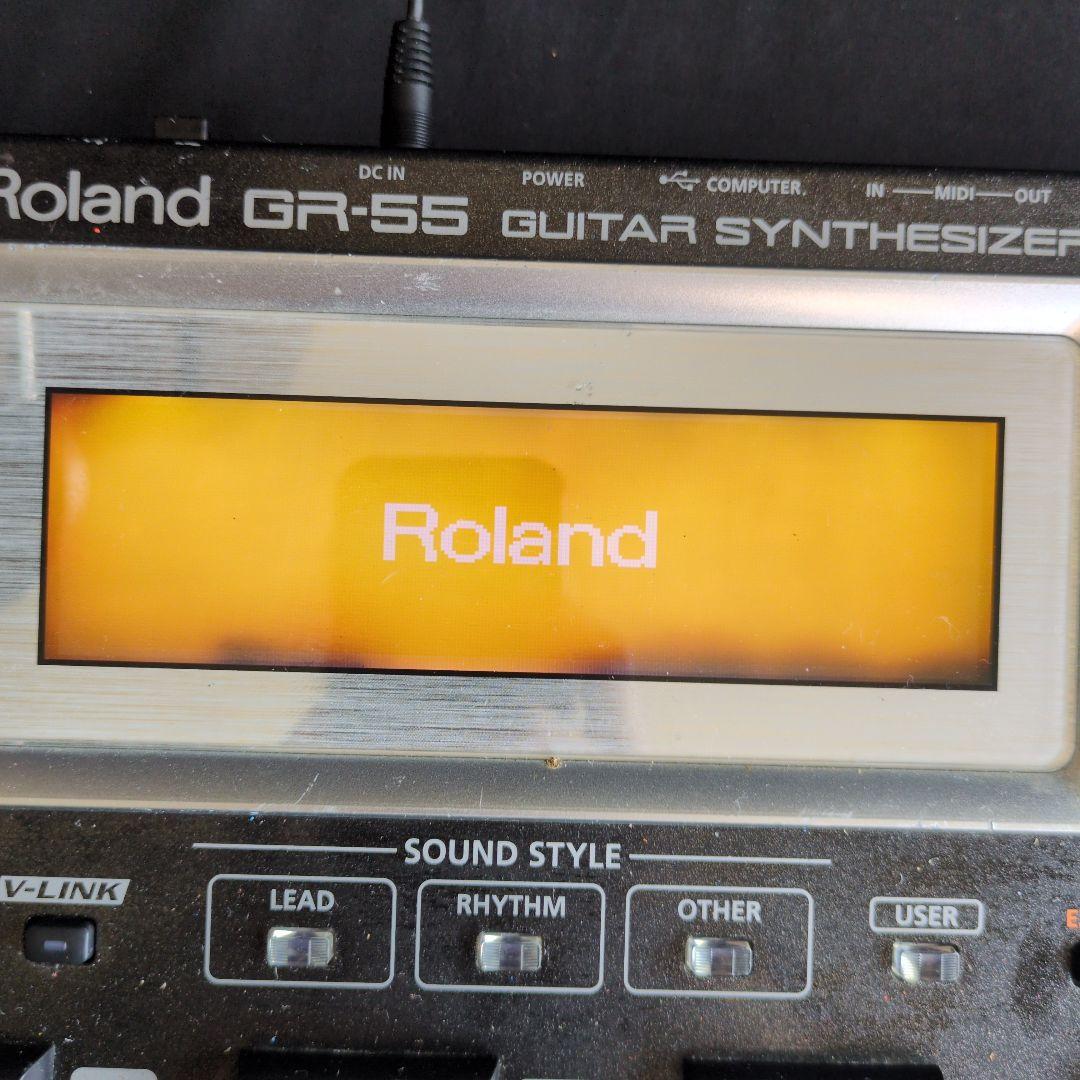 DC IN POWER COMPUTER IN MIDI OUT
Roland GR-55 GUITAR SYNTHESIZER
Roland
SOUND STYLE
V-LINK LEAD RHYTHM OTHER USER